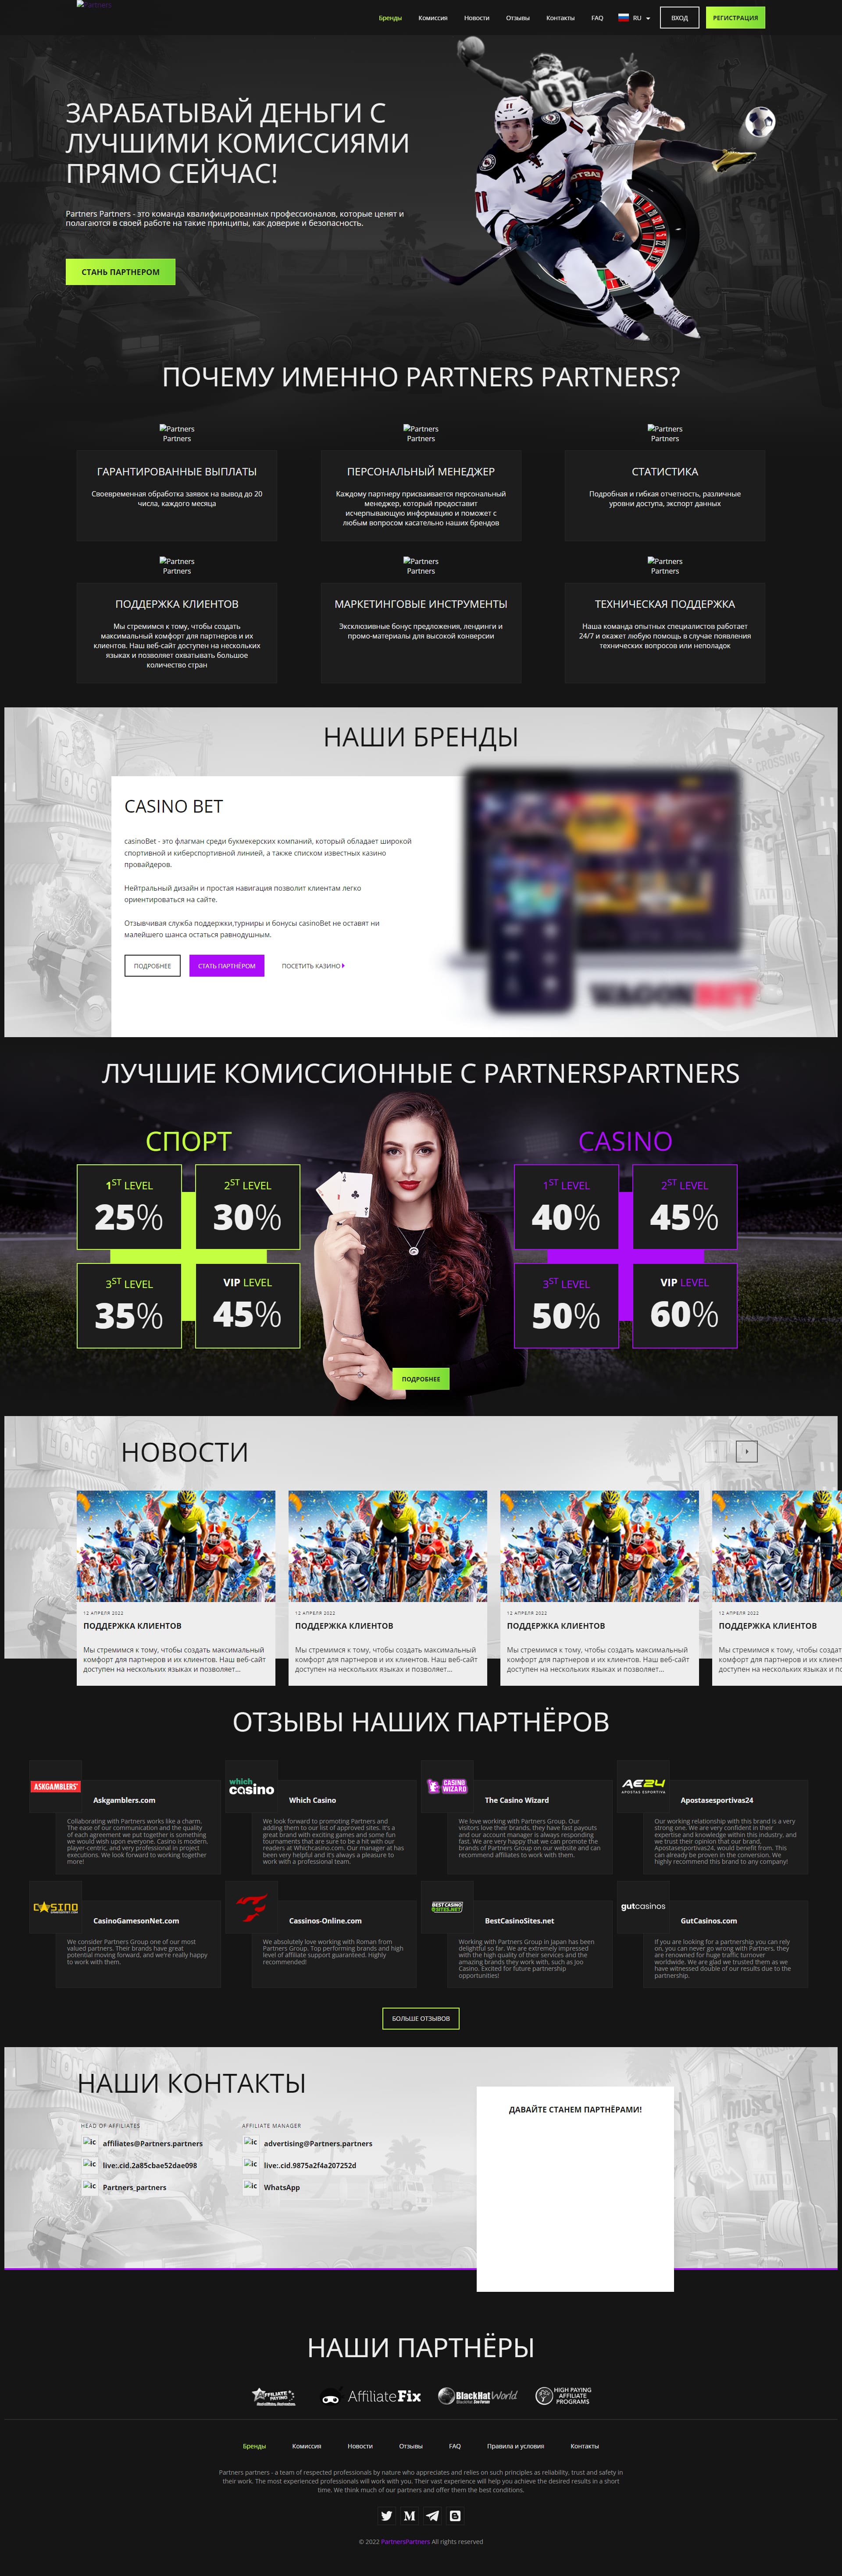 Partners
Бренды
Комиссия
Новости
Отзывы
Контакты
FAQ
RU
ВХОД
РЕГИСТРАЦИЯ
ЗАРАБАТЫВАЙ ДЕНЬГИ С
ЛУЧШИМИ КОМИССИЯМИ
ПРЯМО СЕЙЧАС!
Partners Partners - это команда квалифицированных профессионалов, которые ценят и
полагаются в своей работе на такие принципы, как доверие и безопасность.
СТАНЬ ПАРТНЕРОМ
ПОЧЕМУ ИМЕННО PARTNERS PARTNERS?
Partners
Partners
ГАРАНТИРОВАННЫЕ ВЫПЛАТЫ
Своевременная обработка заявок на вывод до 20
числа, каждого месяца
Partners
Partners
ПЕРСОНАЛЬНЫЙ МЕНЕДЖЕР
Каждому партнеру присваивается персональный
менеджер, который предоставит
исчерпывающую информацию и поможет с
любым вопросом касательно наших брендов
Partners
Partners
СТАТИСТИКА
Подробная и гибкая отчетность, различные
уровни доступа, экспорт данных
Partners
Partners
ПОДДЕРЖКА КЛИЕНТОВ
Мы стремимся к тому, чтобы создать
максимальный комфорт для партнеров и их
клиентов. Наш веб-сайт доступен на нескольких
языках и позволяет охватывать большое
количество стран
Partners
Partners
МАРКЕТИНГОВЫЕ ИНСТРУМЕНТЫ
Эксклюзивные бонус предложения, лендинги и
промо-материалы для высокой конверсии
Partners
Partners
ТЕХНИЧЕСКАЯ ПОДДЕРЖКА
Наша команда опытных специалистов работает
24/7 и окажет любую помощь в случае появления
технических вопросов или неполадок
НАШИ БРЕНДЫ
CASINO BET
casinoBet - это флагман среди букмекерских компаний, который обладает широкой
спортивной и киберспортивной линией, а также списком известных казино
провайдеров.
Нейтральный дизайн и простая навигация позволит клиентам легко
ориентироваться на сайте.
Отзывчивая служба поддержки,турниры и бонусы casinoBet не оставят ни
малейшего шанса остаться равнодушным.
ПОДРОБНЕЕ
СТАТЬ ПАРТНЁРОМ
ПОСЕТИТЬ КАЗИНО
WAGONBET
ЛУЧШИЕ КОМИССИОННЫЕ С PARTNERSPARTNERS
СПОРТ
1ST LEVEL
25%
2ST LEVEL
30%
3ST LEVEL
35%
VIP LEVEL
45%
CASINO
1ST LEVEL
40%
2ST LEVEL
45%
3ST LEVEL
50%
VIP LEVEL
60%
ПОДРОБНЕЕ
НОВОСТИ
12 АПРЕЛЯ 2022
ПОДДЕРЖКА КЛИЕНТОВ
Мы стремимся к тому, чтобы создать максимальный
комфорт для партнеров и их клиентов. Наш веб-сайт
доступен на нескольких языках и позволяет...
12 АПРЕЛЯ 2022
ПОДДЕРЖКА КЛИЕНТОВ
Мы стремимся к тому, чтобы создать максимальный
комфорт для партнеров и их клиентов. Наш веб-сайт
доступен на нескольких языках и позволяет...
12 АПРЕЛЯ 2022
ПОДДЕРЖКА КЛИЕНТОВ
Мы стремимся к тому, чтобы создать максимальный
комфорт для партнеров и их клиентов. Наш веб-сайт
доступен на нескольких языках и позволяет...
12 АПРЕЛЯ 2022
ПОДДЕРЖКА КЛИЕНТОВ
Мы стремимся к тому, чтобы создат
комфорт для партнеров и их клиент
доступен на нескольких языках и по
ОТЗЫВЫ НАШИХ ПАРТНЁРОВ
ASKGAMBLERS
Askgamblers.com
Collaborating with Partners works like a charm.
The ease of our communication and the quality
of each agreement we put together is something
we would wish upon everyone. Casino is modern,
player-centric, and very professional in project
executions. We look forward to working together
more!
which
casino
Which Casino
We look forward to promoting Partners and
adding them to our list of approved sites. It's a
great brand with exciting games and some fun
tournaments that are sure to be a hit with our
readers at Whichcasino.com. Our manager at has
been very helpful and it's always a pleasure to
work with a professional team.
CASINO
WIZARD
The Casino Wizard
We love working with Partners Group. Our
visitors love their brands, they have fast payouts
and our account manager is always responding
fast. We are very happy that we can promote the
brands of Partners Group on our website and can
recommend affiliates to work with them.
AE24
APOSTAS ESPORTIVA
Apostasesportivas24
Our working relationship with this brand is a very
strong one. We are very confident in their
expertise and knowledge within this industry, and
we trust their opinion on our brand.
Apostasesportivas24, would benefit from. This
can already be proven in the conversion. We
highly recommend this brand to any company!
CASINO
CasinoGamesonNet.com
We consider Partners Group one of our most
valued partners. Their brands have great
potential moving forward, and we're really happy
to work with them.
Cassinos-Online.com
We absolutely love working with Roman from
Partners Group. Top performing brands and high
level of affiliate support guaranteed. Highly
recommended!
BEST CASINO
SITES.NET
BestCasinoSites.net
Working with Partners Group in Japan has been
delightful so far. We are extremely impressed
with the high quality of their services and the
amazing brands they work with, such as Joo
Casino. Excited for future partnership
opportunities!
gutcasinos
GutCasinos.com
If you are looking for a partnership you can rely
on, you can never go wrong with Partners, they
are renowned for huge traffic turnover
worldwide. We are glad we trusted them as we
have witnessed double of our results due to the
partnership.
БОЛЬШЕ ОТЗЫВОВ
НАШИ КОНТАКТЫ
HEAD OF AFFILIATES
ic affiliates@Partners.partners
ic live:.cid.2a85cbae52dae098
ic Partners_partners
AFFILIATE MANAGER
ic advertising@Partners.partners
ic live:.cid.9875a2f4a207252d
ic WhatsApp
ДАВАЙТЕ СТАНЕМ ПАРТНЁРАМИ!
НАШИ ПАРТНЁРЫ
AFFILIATE
PAYING
AffiliateFix
BlackHatWorld
HIGH PAYING
AFFILIATE
PROGRAMS
Бренды
Комиссия
Новости
Отзывы
FAQ
Правила и условия
Контакты
Partners partners - a team of respected professionals by nature who appreciates and relies on such principles as reliability, trust and safety in
their work. The most experienced professionals will work with you. Their vast experience will help you achieve the desired results in a short
time. We think much of our partners and offer them the best conditions.
© 2022 PartnersPartners All rights reserved